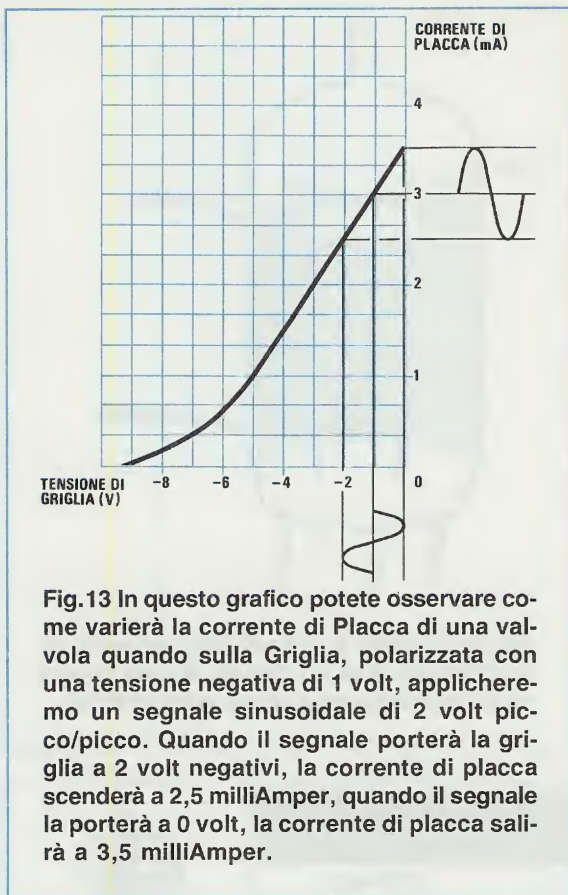 CORRENTE DI
PLACCA (mA)
4
3
2
1
TENSIONE DI
GRIGLIA (V)
-8
-6
-4
-2
0
Fig.13 In questo grafico potete osservare co-
me varierà la corrente di Placca di una val-
vola quando sulla Griglia, polarizzata con
una tensione negativa di 1 volt, applichere-
mo un segnale sinusoidale di 2 volt pic-
co/picco. Quando il segnale porterà la gri-
glia a 2 volt negativi, la corrente di placca
scenderà a 2,5 milliAmper, quando il segnale
la porterà a 0 volt, la corrente di placca sali-
rà a 3,5 milliAmper.